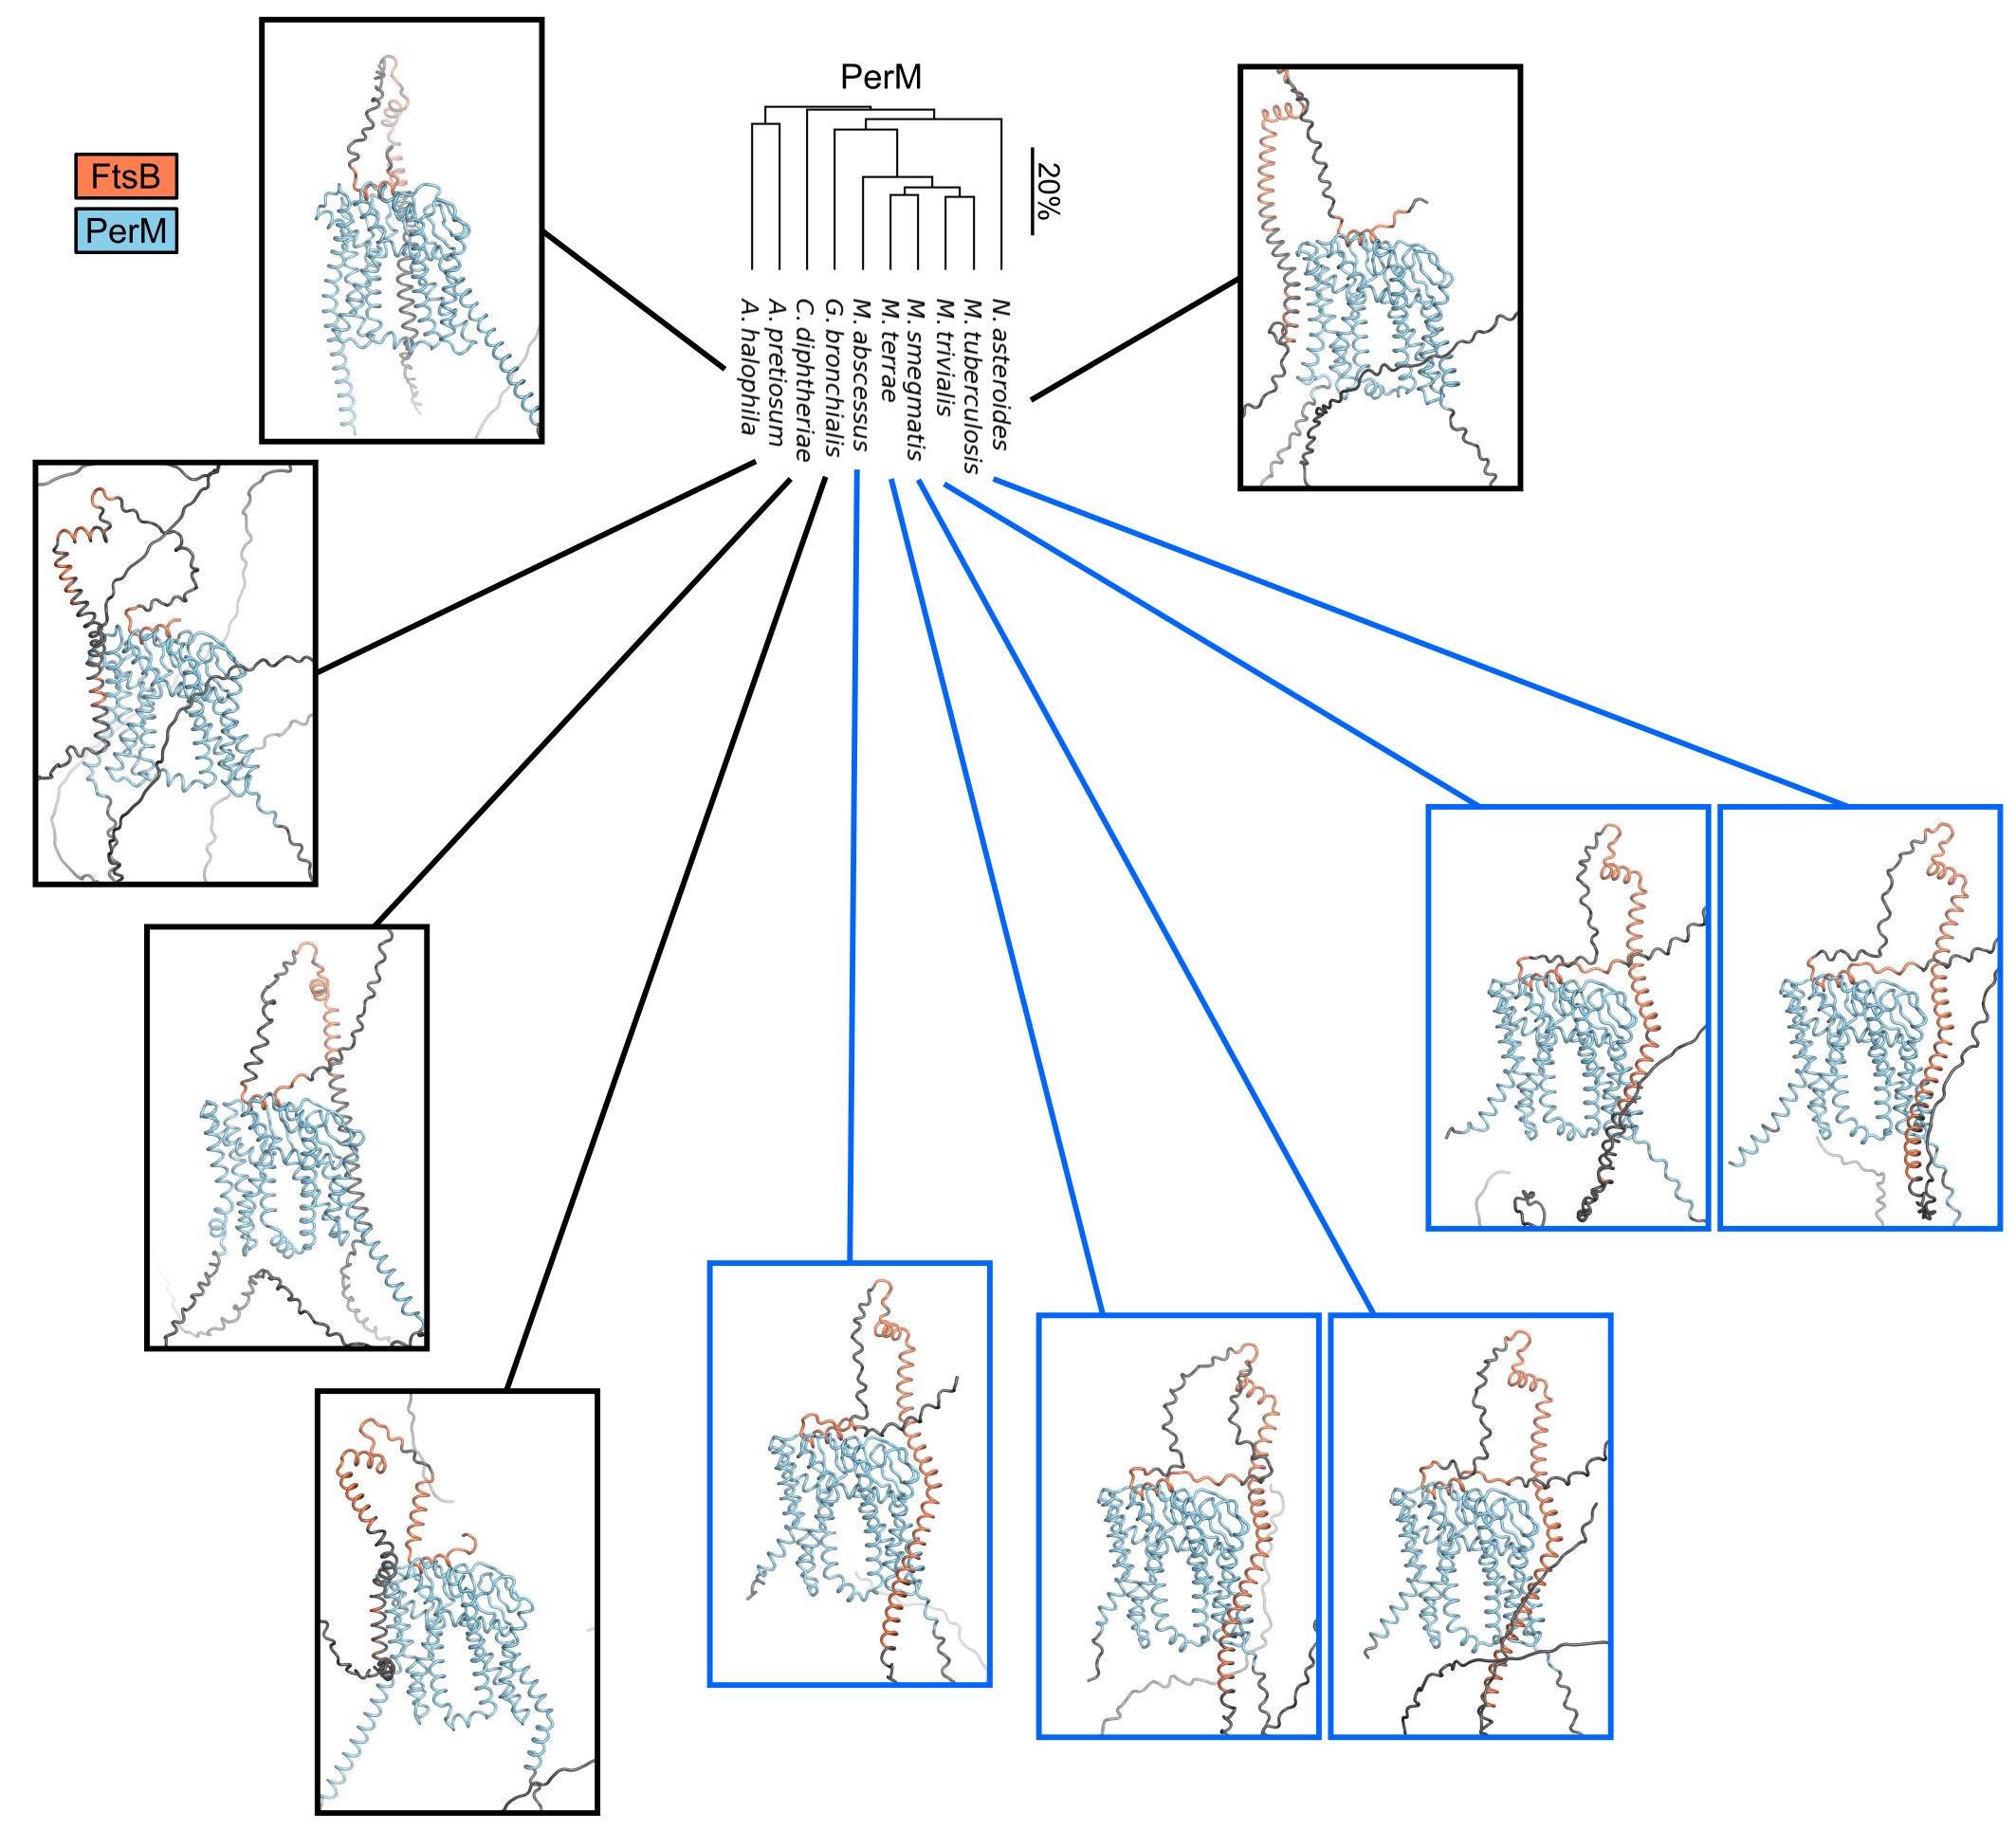 PerM
FtsB
PerM
20%
A. halophila
A. pretiosum
C. diphtheriae
G. bronchialis
M. abscessus
M. terrae
M. smegmatis
M. trivialis
M. tuberculosis
N. asteroides